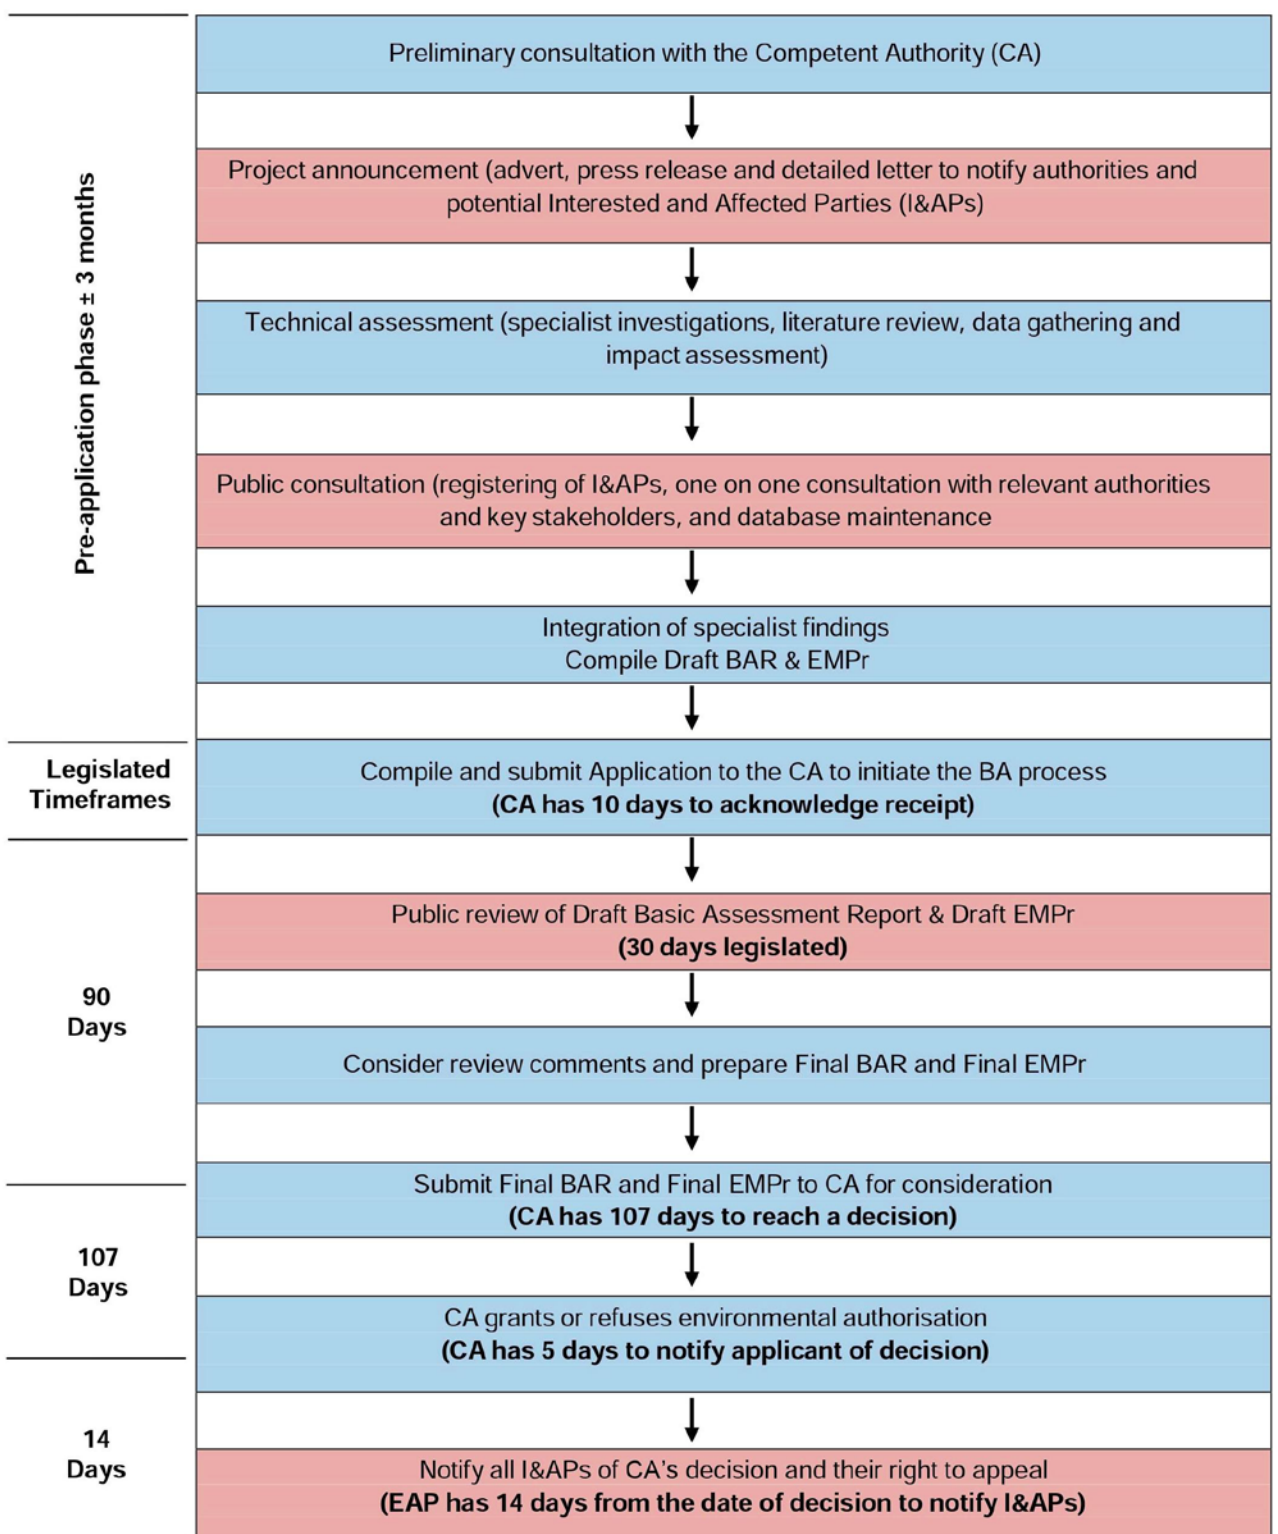 Preliminary consultation with the Competent Authority (CA)
Project announcement (advert, press release and detailed letter to notify authorities and
potential Interested and Affected Parties (I&APs)
Technical assessment (specialist investigations, literature review, data gathering and
impact assessment)
Pre-application phase ± 3 months
Public consultation (registering of I&APs, one on one consultation with relevant authorities
and key stakeholders, and database maintenance
Integration of specialist findings
Compile Draft BAR & EMPr
Legislated
Timeframes
Compile and submit Application to the CA to initiate the BA process
(CA has 10 days to acknowledge receipt)
Public review of Draft Basic Assessment Report & Draft EMPr
(30 days legislated)
90
Days
Consider review comments and prepare Final BAR and Final EMPr
Submit Final BAR and Final EMPr to CA for consideration
(CA has 107 days to reach a decision)
107
Days
CA grants or refuses environmental authorisation
(CA has 5 days to notify applicant of decision)
14
Days
Notify all I&APs of CA's decision and their right to appeal
(EAP has 14 days from the date of decision to notify I&APs)